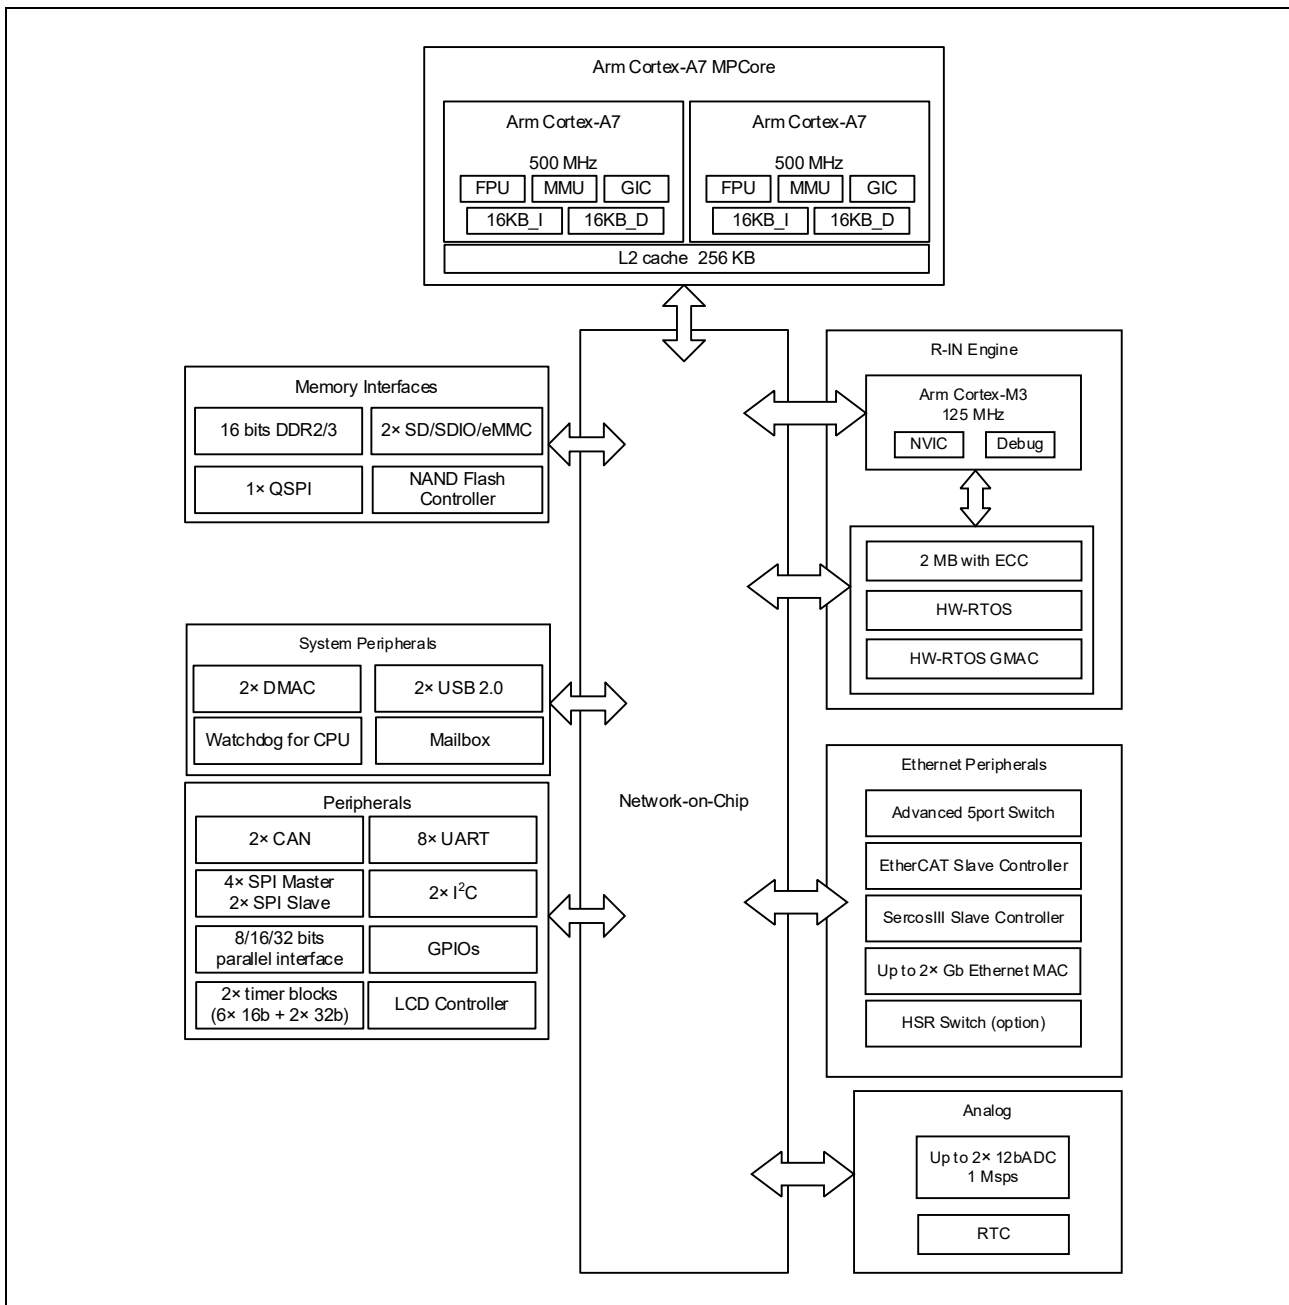 Arm Cortex-A7 MPCore
Arm Cortex-A7
500 MHz
FPU
MMU
GIC
16KB_I
16KB_D
Arm Cortex-A7
500 MHz
FPU
MMU
GIC
16KB_I
16KB_D
L2 cache 256 KB
Memory Interfaces
16 bits DDR2/3
2× SD/SDIO/eMMC
1× QSPI
NAND Flash
Controller
System Peripherals
2× DMAC
2× USB 2.0
Watchdog for CPU
Mailbox
Peripherals
2× CAN
8× UART
4× SPI Master
2× SPI Slave
2× I²C
8/16/32 bits
parallel interface
GPIOs
2× timer blocks
(6× 16b + 2× 32b)
LCD Controller
Network-on-Chip
R-IN Engine
Arm Cortex-M3
125 MHz
NVIC
Debug
2 MB with ECC
HW-RTOS
HW-RTOS GMAC
Ethernet Peripherals
Advanced 5port Switch
EtherCAT Slave Controller
SercosIII Slave Controller
Up to 2× Gb Ethernet MAC
HSR Switch (option)
Analog
Up to 2× 12bADC
1 Msps
RTC